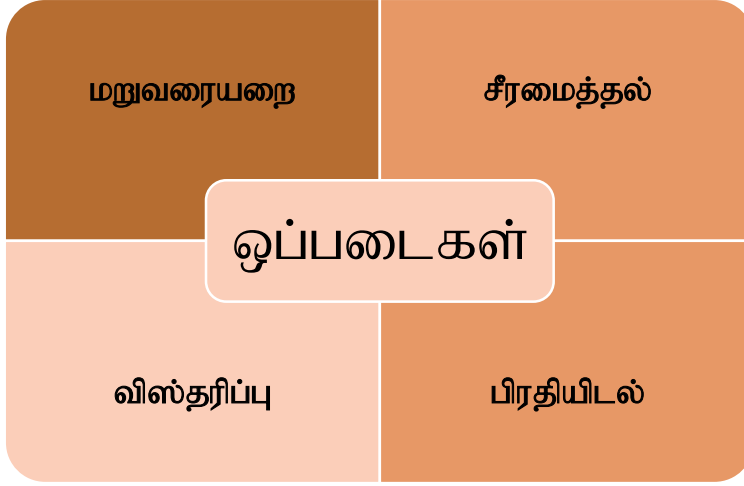 மறுவரையறை
சீரமைத்தல்
ஒப்படைகள்
விஸ்தரிப்பு
பிரதியிடல்